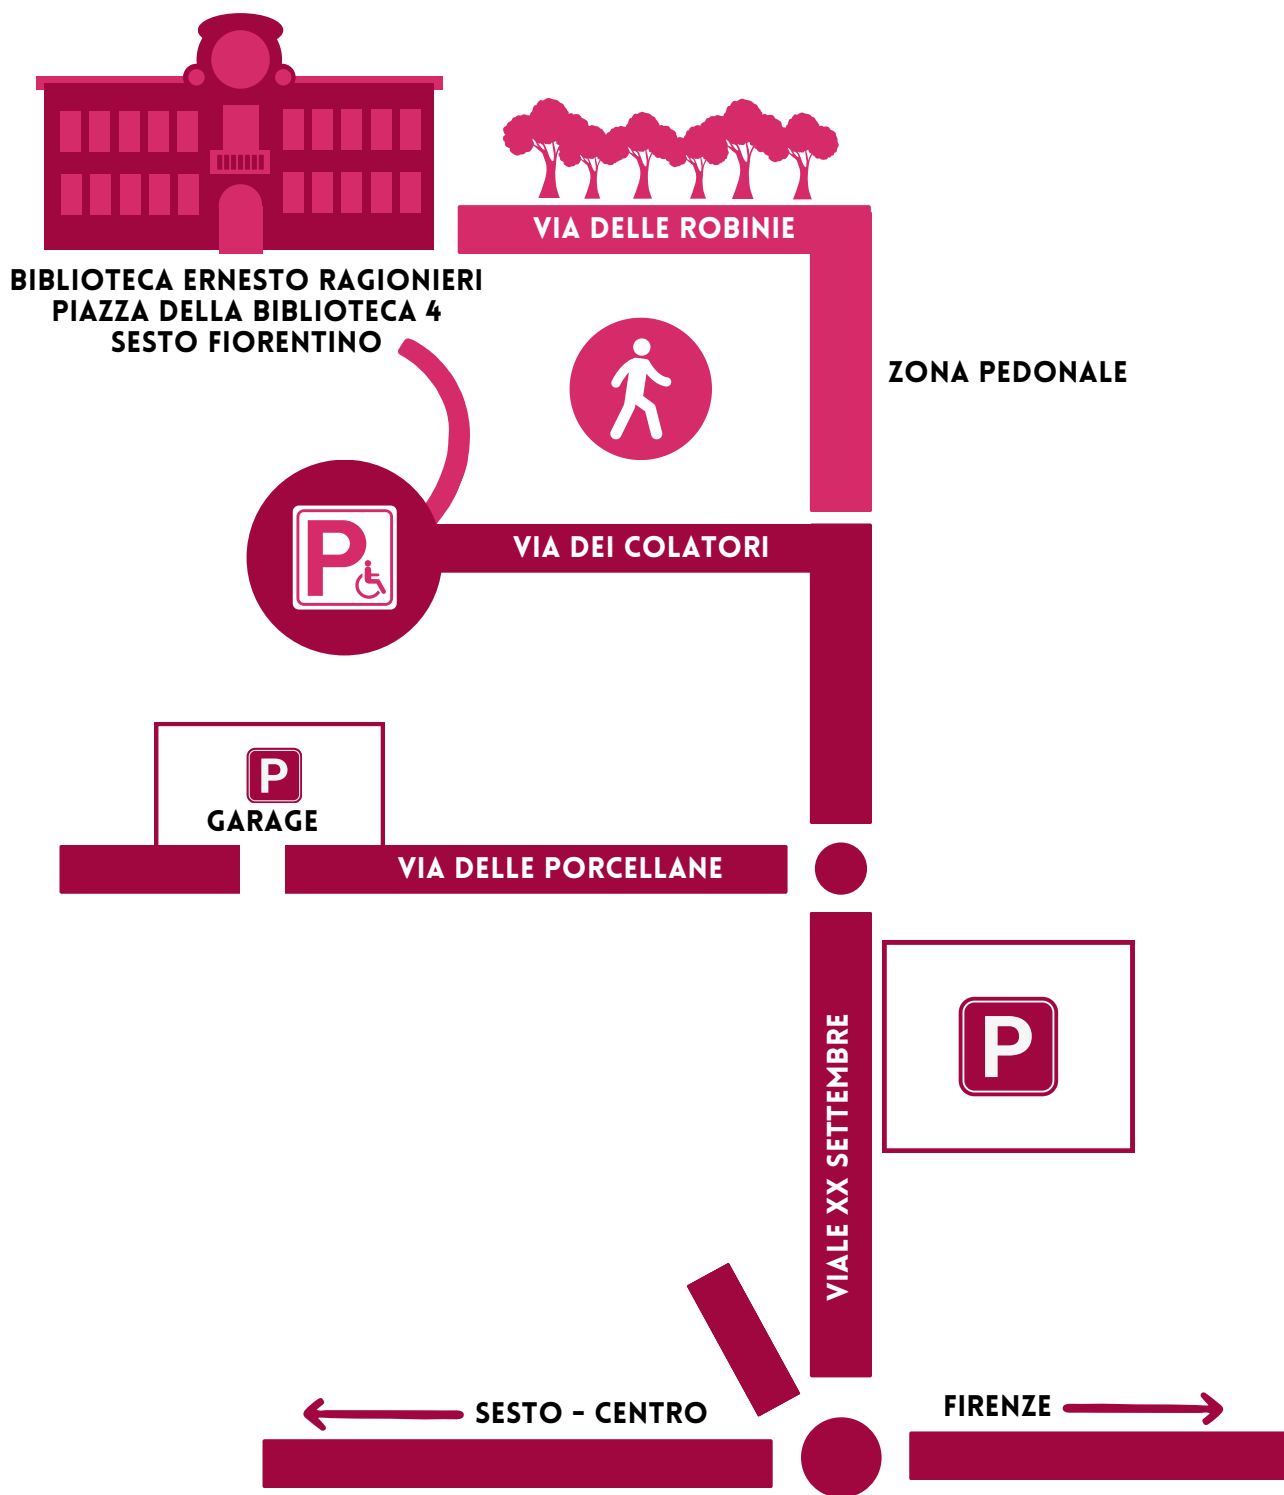 VIA DELLE ROBINIE
BIBLIOTECA ERNESTO RAGIONIERI
PIAZZA DELLA BIBLIOTECA 4
SESTO FIORENTINO
ZONA PEDONALE
P
VIA DEI COLATORI
P
GARAGE
VIA DELLE PORCELLANE
P
VIALE XX SETTEMBRE
SESTO - CENTRO
FIRENZE